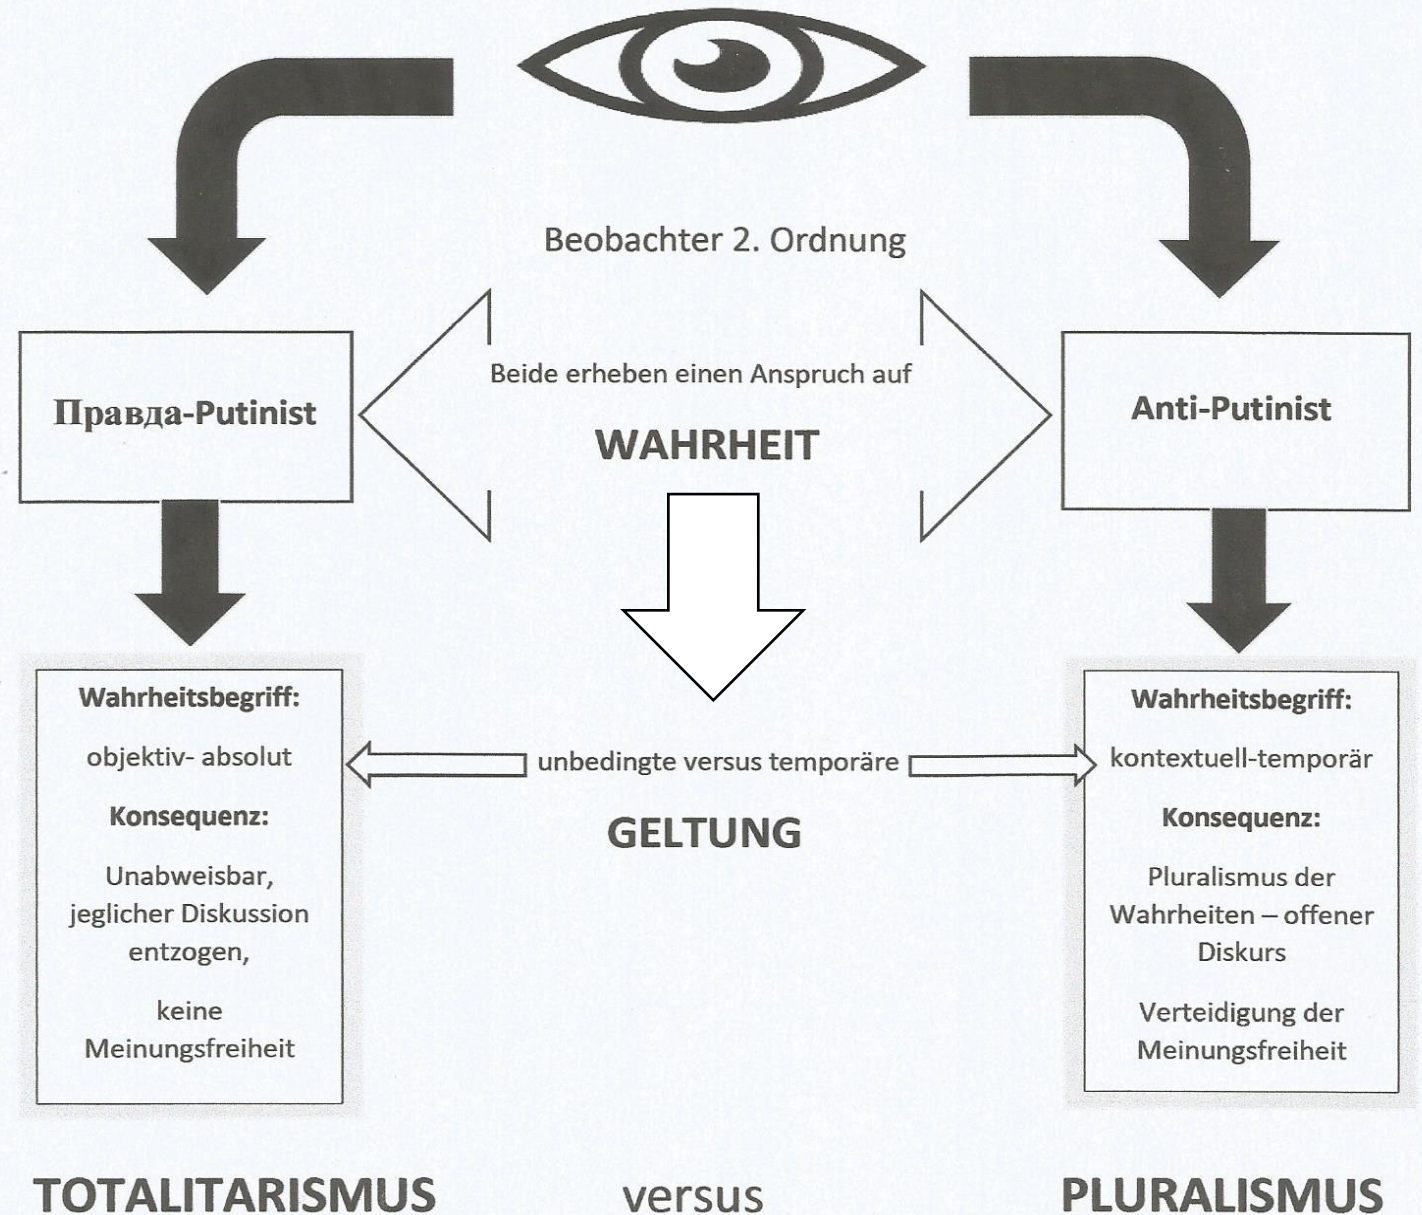 Beobachter 2. Ordnung
Правда-Putinist
Beide erheben einen Anspruch auf
WAHRHEIT
Anti-Putinist
Wahrheitsbegriff:
objektiv- absolut
Konsequenz:
Unabweisbar,
jeglicher Diskussion
entzogen,
keine
Meinungsfreiheit
unbedingte versus temporäre
GELTUNG
Wahrheitsbegriff:
kontextuell-temporär
Konsequenz:
Pluralismus der
Wahrheiten – offener
Diskurs
Verteidigung der
Meinungsfreiheit
TOTALITARISMUS versus PLURALISMUS